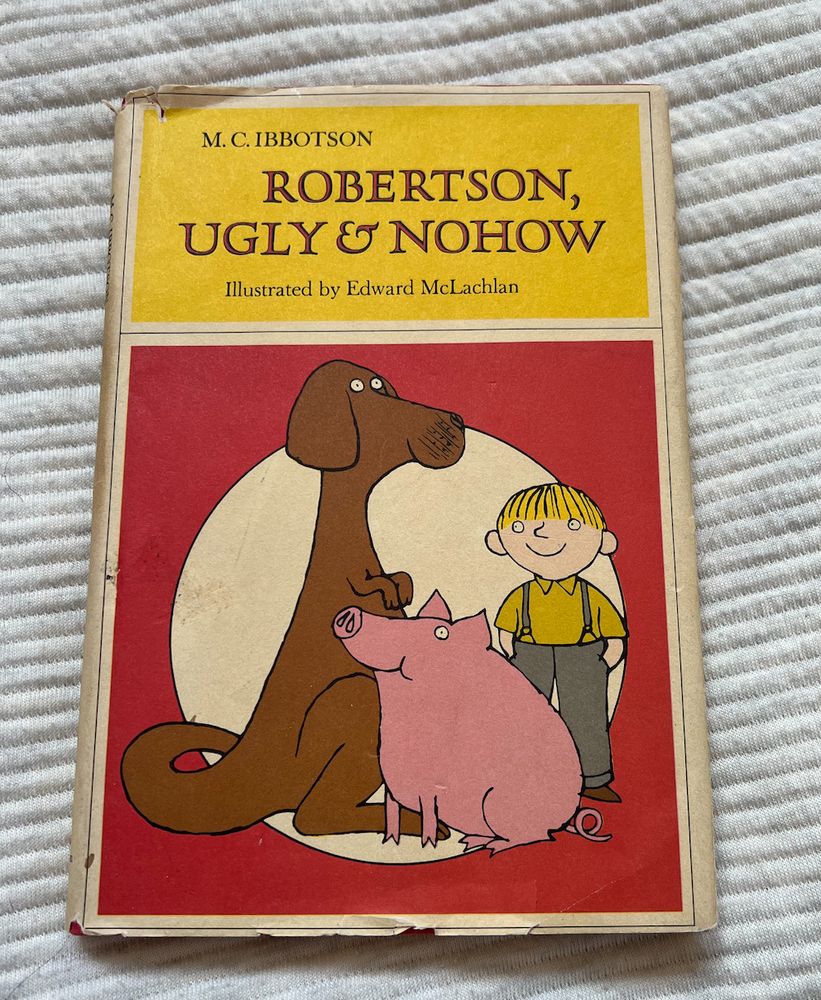 M. C. IBBOTSON
ROBERTSON,
UGLY & NOHOW
Illustrated by Edward McLachlan